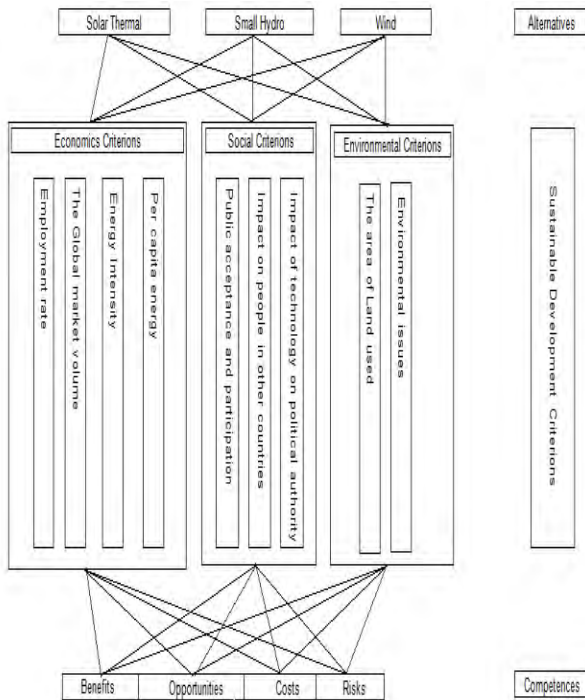 Solar Thermal
Small Hydro
Wind
Alternatives
Economics Criterions
Social Criterions
Environmental Criterions
Employment rate
The Global market volume
Energy Intensity
Per capita energy
Public acceptance and participation
Impact on people in other countries
Impact of technology on political authority
The area of Land used
Environmental issues
Sustainable Development Criterions
Benefits
Opportunities
Costs
Risks
Competences